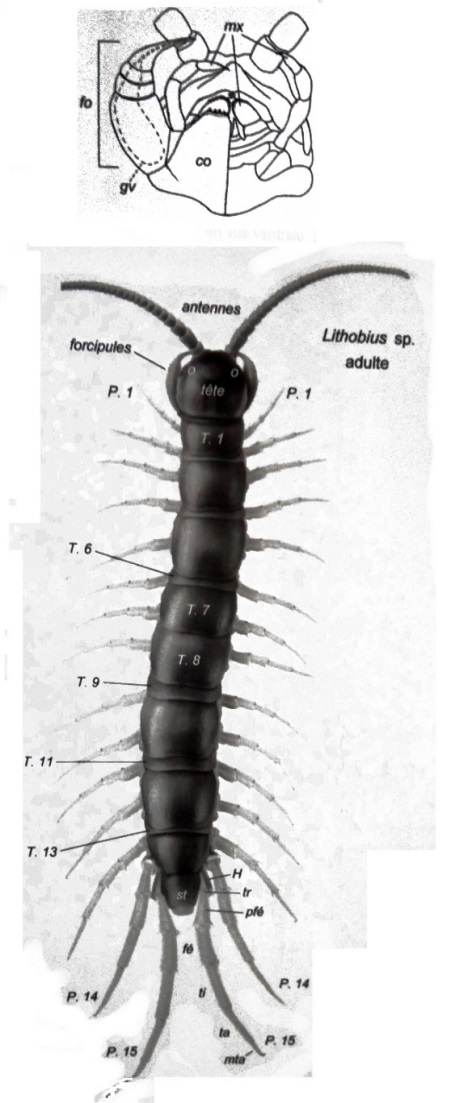 mx
fo
co
gv
antennes
Lithobius sp.
adulte
forcipules
o o
tête
P. 1 P. 1
T. 1
T. 6
T. 7
T. 8
T. 9
T. 11
T. 13
H
st
tr
pfé
fé
ti
P. 14 P. 14
ta
P. 15
P. 15
mta